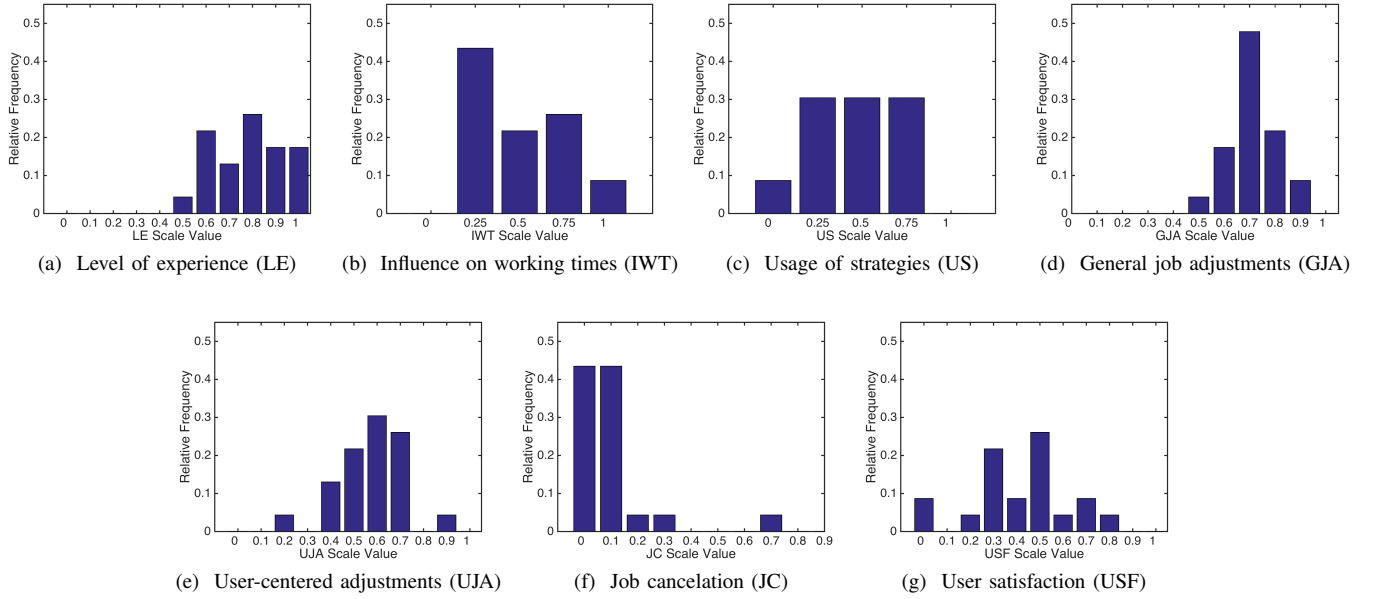 0.5
0.4
0.3
0.2
0.1
0
Relative Frequency
0 0.1 0.2 0.3 0.4 0.5 0.6 0.7 0.8 0.9 1
LE Scale Value
(a) Level of experience (LE)
0.5
0.4
0.3
0.2
0.1
0
Relative Frequency
0 0.25 0.5 0.75 1
IWT Scale Value
(b) Influence on working times (IWT)
0.5
0.4
0.3
0.2
0.1
0
Relative Frequency
0 0.25 0.5 0.75 1
US Scale Value
(c) Usage of strategies (US)
0.5
0.4
0.3
0.2
0.1
0
Relative Frequency
0 0.1 0.2 0.3 0.4 0.5 0.6 0.7 0.8 0.9 1
GJA Scale Value
(d) General job adjustments (GJA)
0.5
0.4
0.3
0.2
0.1
0
Relative Frequency
0 0.1 0.2 0.3 0.4 0.5 0.6 0.7 0.8 0.9 1
UJA Scale Value
(e) User-centered adjustments (UJA)
0.5
0.4
0.3
0.2
0.1
0
Relative Frequency
0 0.1 0.2 0.3 0.4 0.5 0.6 0.7 0.8 0.9
JC Scale Value
(f) Job cancelation (JC)
0.5
0.4
0.3
0.2
0.1
0
Relative Frequency
0 0.1 0.2 0.3 0.4 0.5 0.6 0.7 0.8 0.9 1
USF Scale Value
(g) User satisfaction (USF)